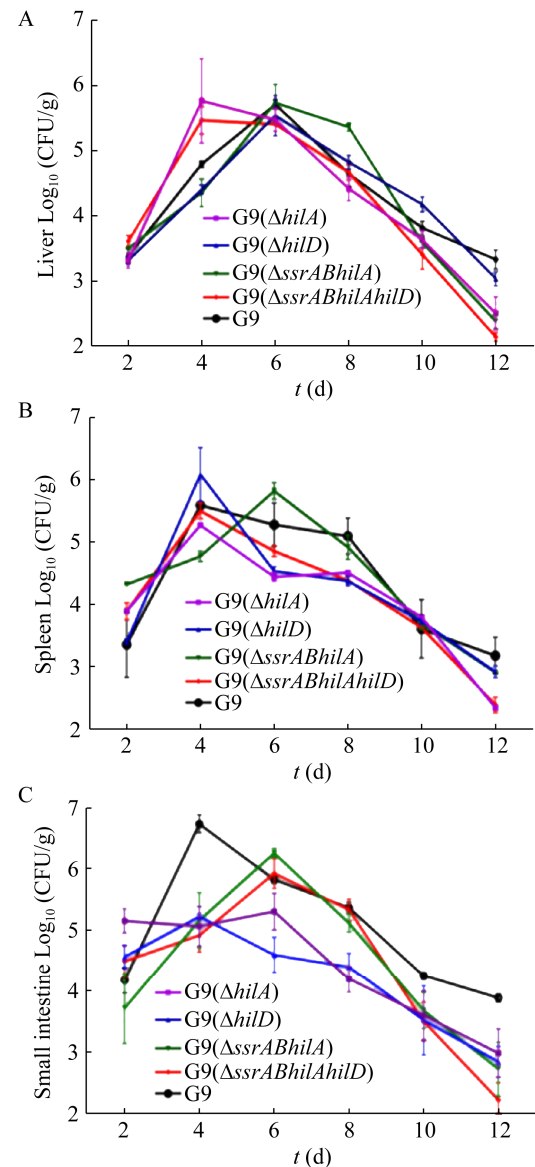 A
7
6
5
4
3
2
Liver Log10 (CFU/g)
G9(ΔhilA)
G9(ΔhilD)
G9(ΔssrABhilA)
G9(ΔssrABhilAhilD)
G9
2 4 6 8 10 12
t (d)
B
7
6
5
4
3
2
Spleen Log10 (CFU/g)
G9(ΔhilA)
G9(ΔhilD)
G9(ΔssrABhilA)
G9(ΔssrABhilAhilD)
G9
2 4 6 8 10 12
t (d)
C
7
6
5
4
3
2
Small intestine Log10 (CFU/g)
G9(ΔhilA)
G9(ΔhilD)
G9(ΔssrABhilA)
G9(ΔssrABhilAhilD)
G9
2 4 6 8 10 12
t (d)